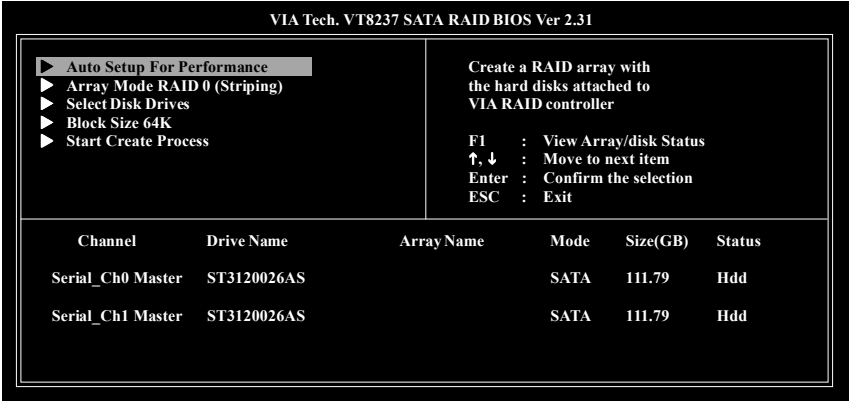 VIA Tech. VT8237 SATA RAID BIOS Ver 2.31
Auto Setup For Performance
Array Mode RAID 0 (Striping)
Select Disk Drives
Block Size 64K
Start Create Process
Create a RAID array with
the hard disks attached to
VIA RAID controller
F1 : View Array/disk Status
↑, ↓ : Move to next item
Enter : Confirm the selection
ESC : Exit
Channel Drive Name Array Name Mode Size(GB) Status
Serial_Ch0 Master ST3120026AS SATA 111.79 Hdd
Serial_Ch1 Master ST3120026AS SATA 111.79 Hdd